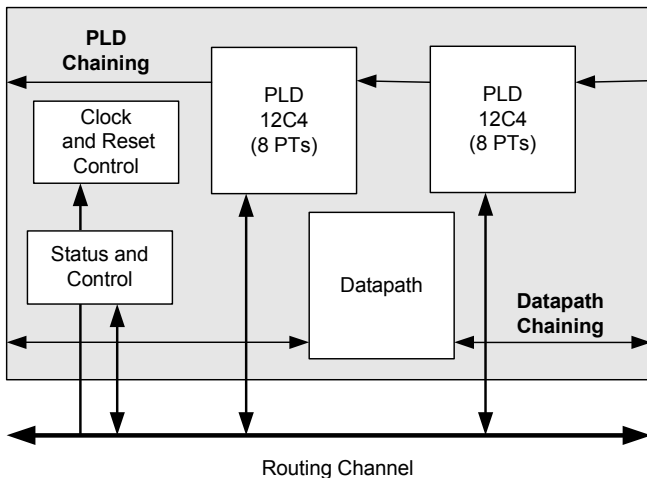 PLD
Chaining
PLD
12C4
(8 PTs)
PLD
12C4
(8 PTs)
Clock
and Reset
Control
Status and
Control
Datapath
Datapath
Chaining
Routing Channel